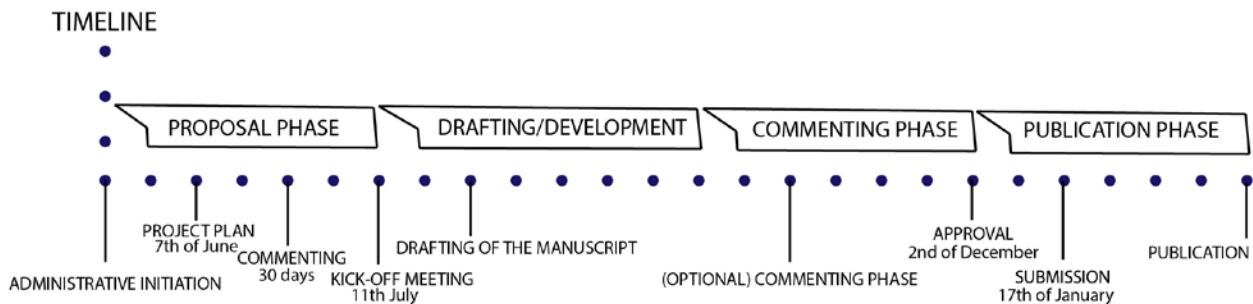 TIMELINE
PROPOSAL PHASE
DRAFTING/DEVELOPMENT
COMMENTING PHASE
PUBLICATION PHASE
ADMINISTRATIVE INITIATION
PROJECT PLAN
7th of June
COMMENTING
30 days
KICK-OFF MEETING
11th July
DRAFTING OF THE MANUSCRIPT
(OPTIONAL) COMMENTING PHASE
APPROVAL
2nd of December
SUBMISSION
17th of January
PUBLICATION